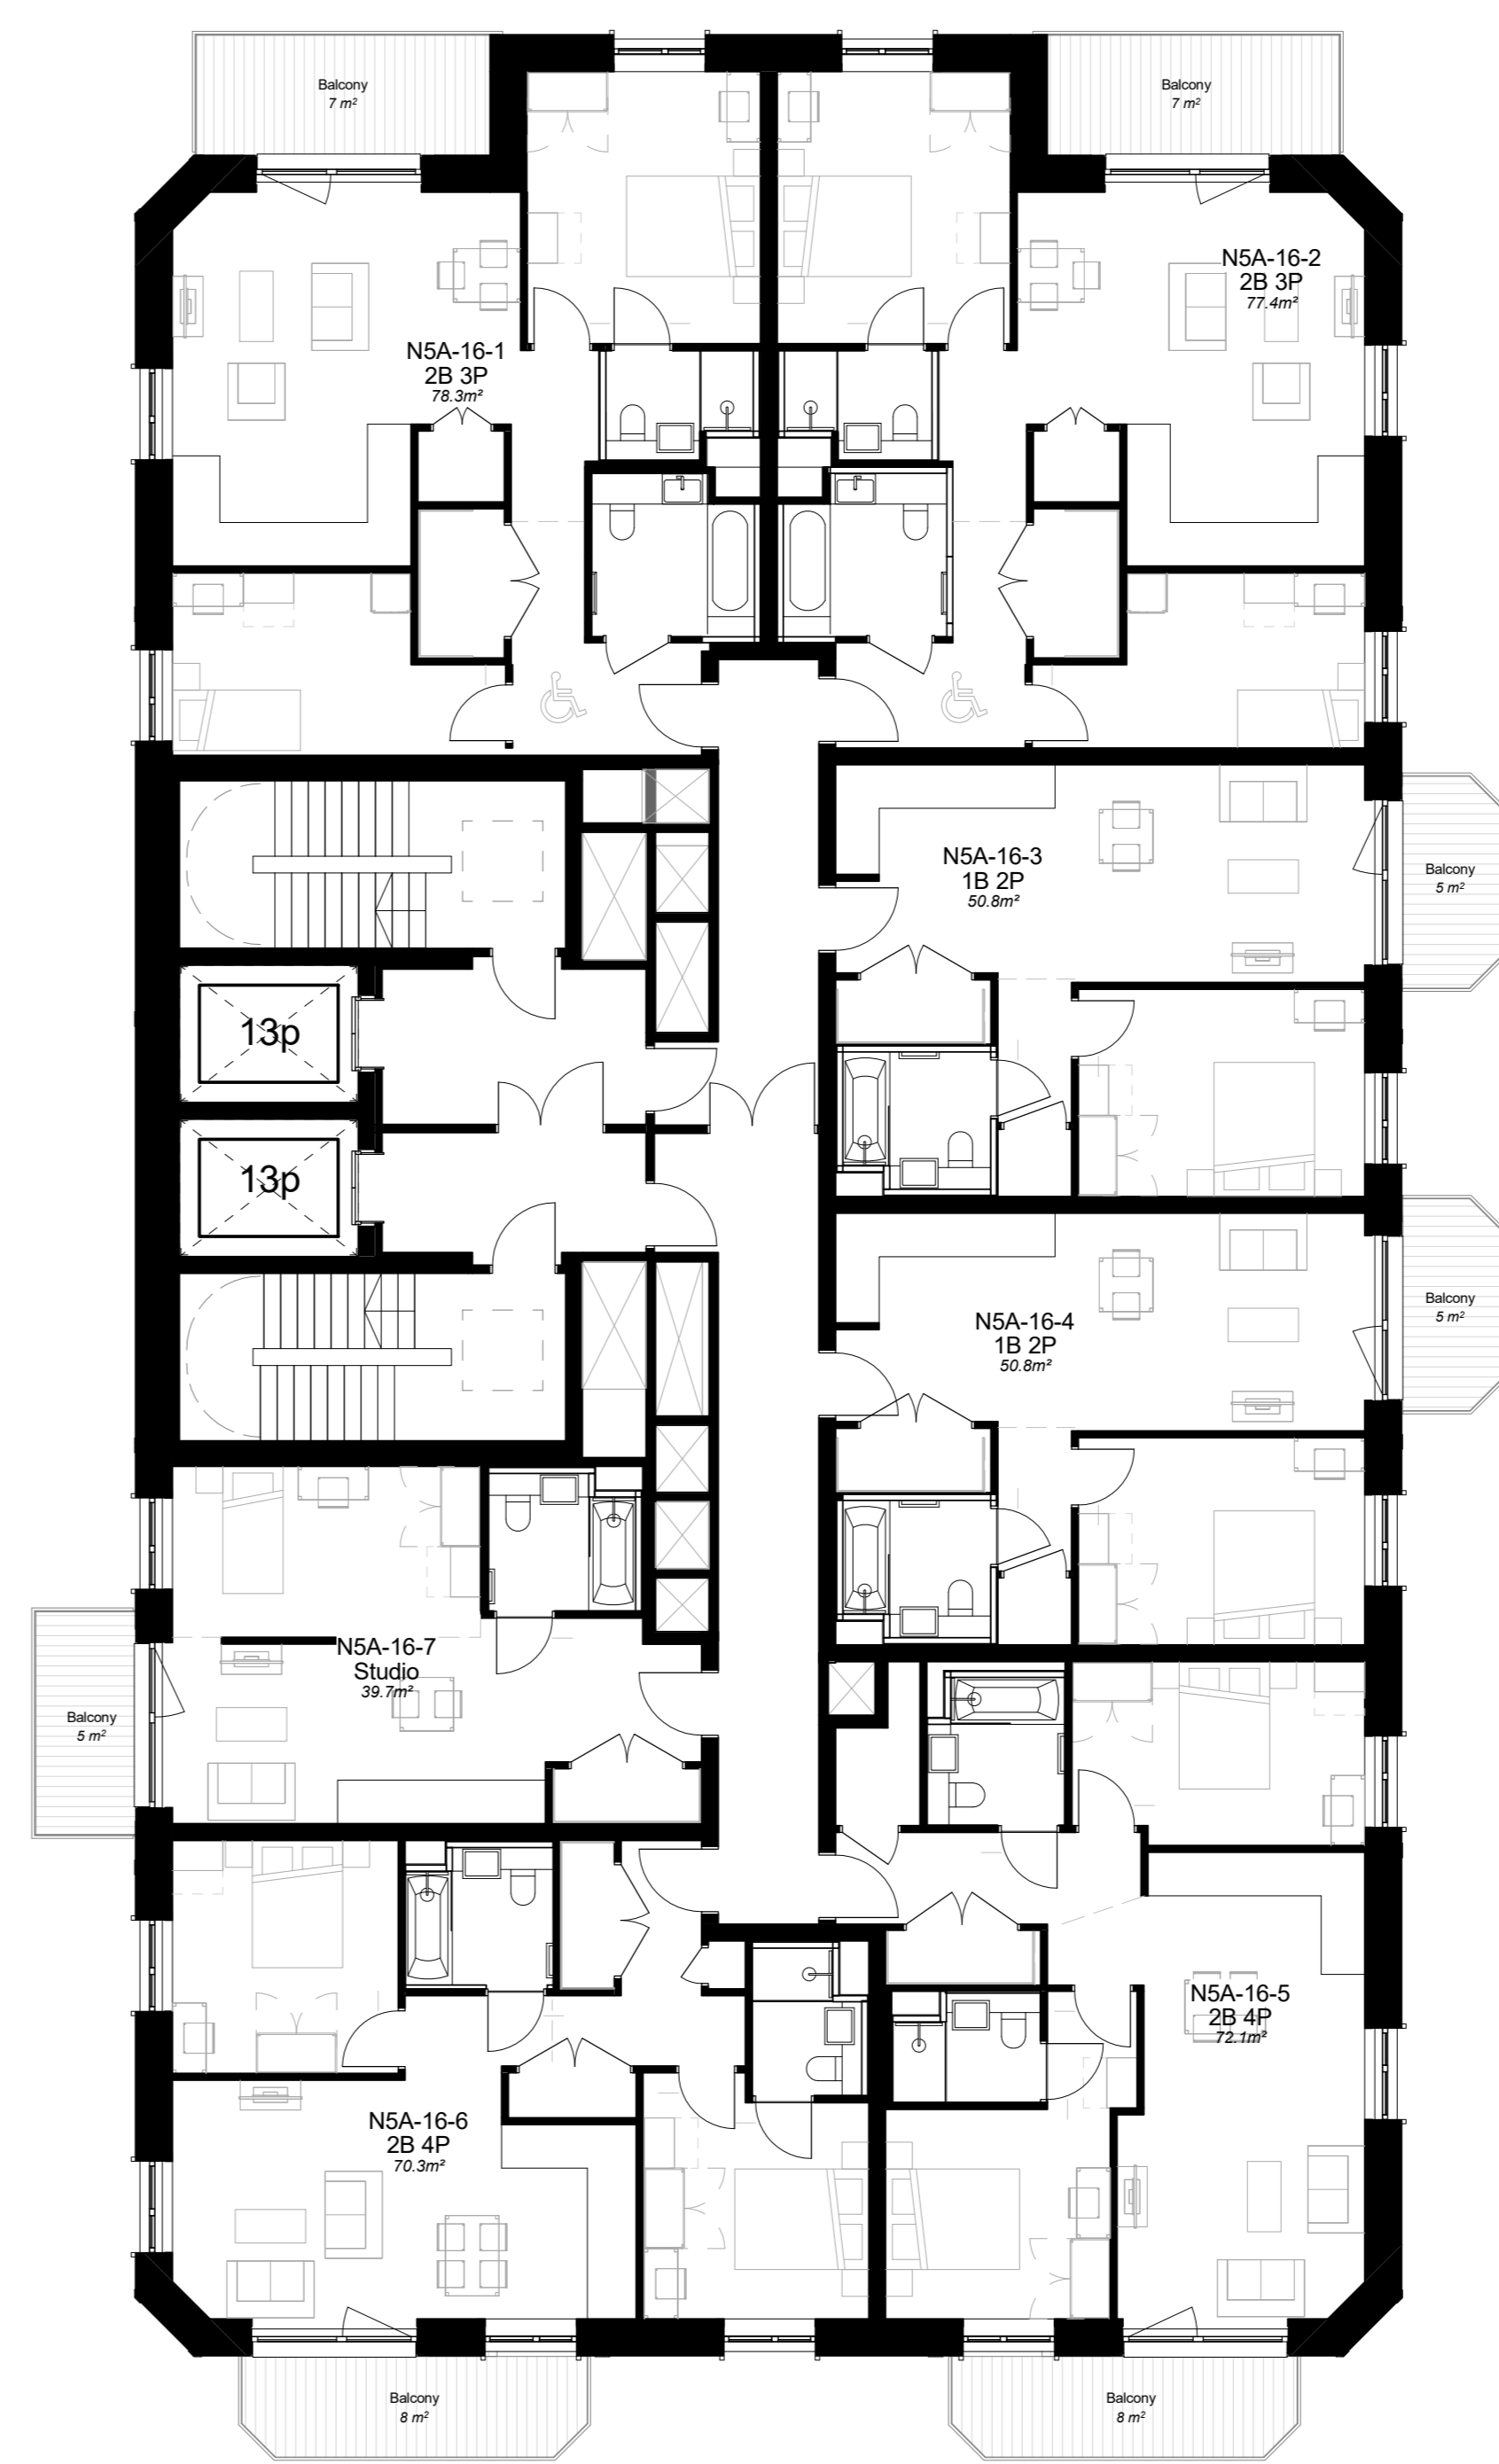 Balcony
7 m²
Balcony
7 m²
N5A-16-2
2B 3P
77.4m²
N5A-16-1
2B 3P
78.3m²
N5A-16-3
1B 2P
50.8m²
Balcony
5 m²
13p
13p
Balcony
5 m²
N5A-16-4
1B 2P
50.8m²
N5A-16-7
Studio
39.7m²
Balcony
5 m²
N5A-16-5
2B 4P
72.1m²
N5A-16-6
2B 4P
70.3m²
Balcony
8 m²
Balcony
8 m²